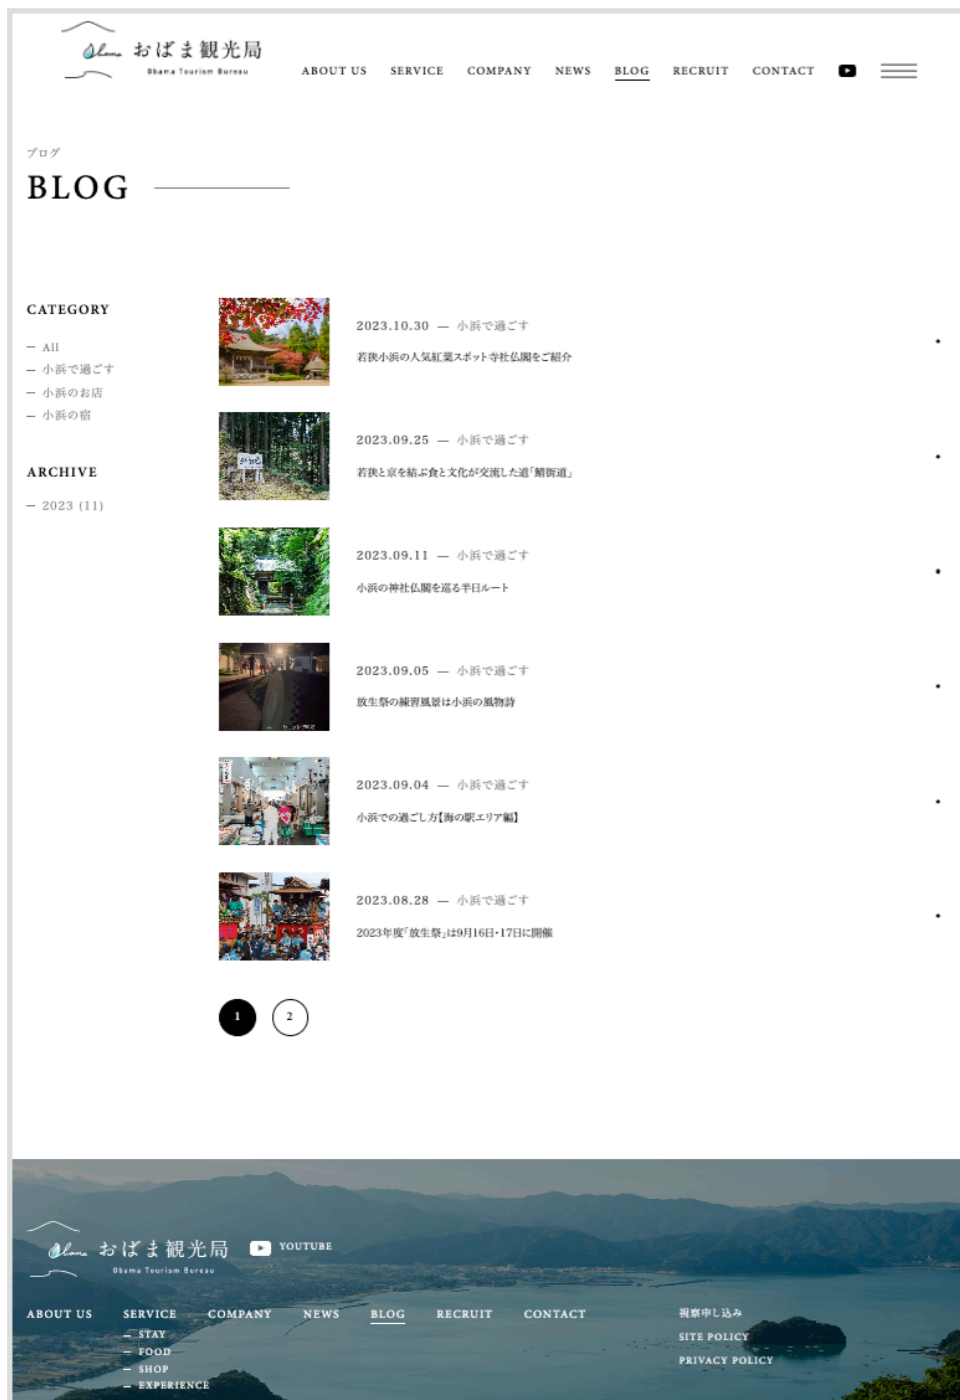 Obama おばま観光局
Obama Tourism Bureau
ABOUT US SERVICE COMPANY NEWS BLOG RECRUIT CONTACT
ブログ
BLOG
CATEGORY
All
小浜で過ごす
小浜のお店
小浜の宿
ARCHIVE
2023 (11)
2023.10.30 — 小浜で過ごす
若狭小浜の人気紅葉スポット寺社仏閣をご紹介
2023.09.25 — 小浜で過ごす
若狭と京を結ぶ食と文化が交流した道「鯖街道」
2023.09.11 — 小浜で過ごす
小浜の神社仏閣を巡る半日ルート
2023.09.05 — 小浜で過ごす
放生祭の練習風景は小浜の風物詩
2023.09.04 — 小浜で過ごす
小浜での過ごし方【海の駅エリア編】
2023.08.28 — 小浜で過ごす
2023年度「放生祭」は9月16日・17日に開催
1 2
Obama おばま観光局 YOUTUBE
Obama Tourism Bureau
ABOUT US SERVICE COMPANY NEWS BLOG RECRUIT CONTACT
— STAY
— FOOD
— SHOP
— EXPERIENCE
視察申し込み
SITE POLICY
PRIVACY POLICY